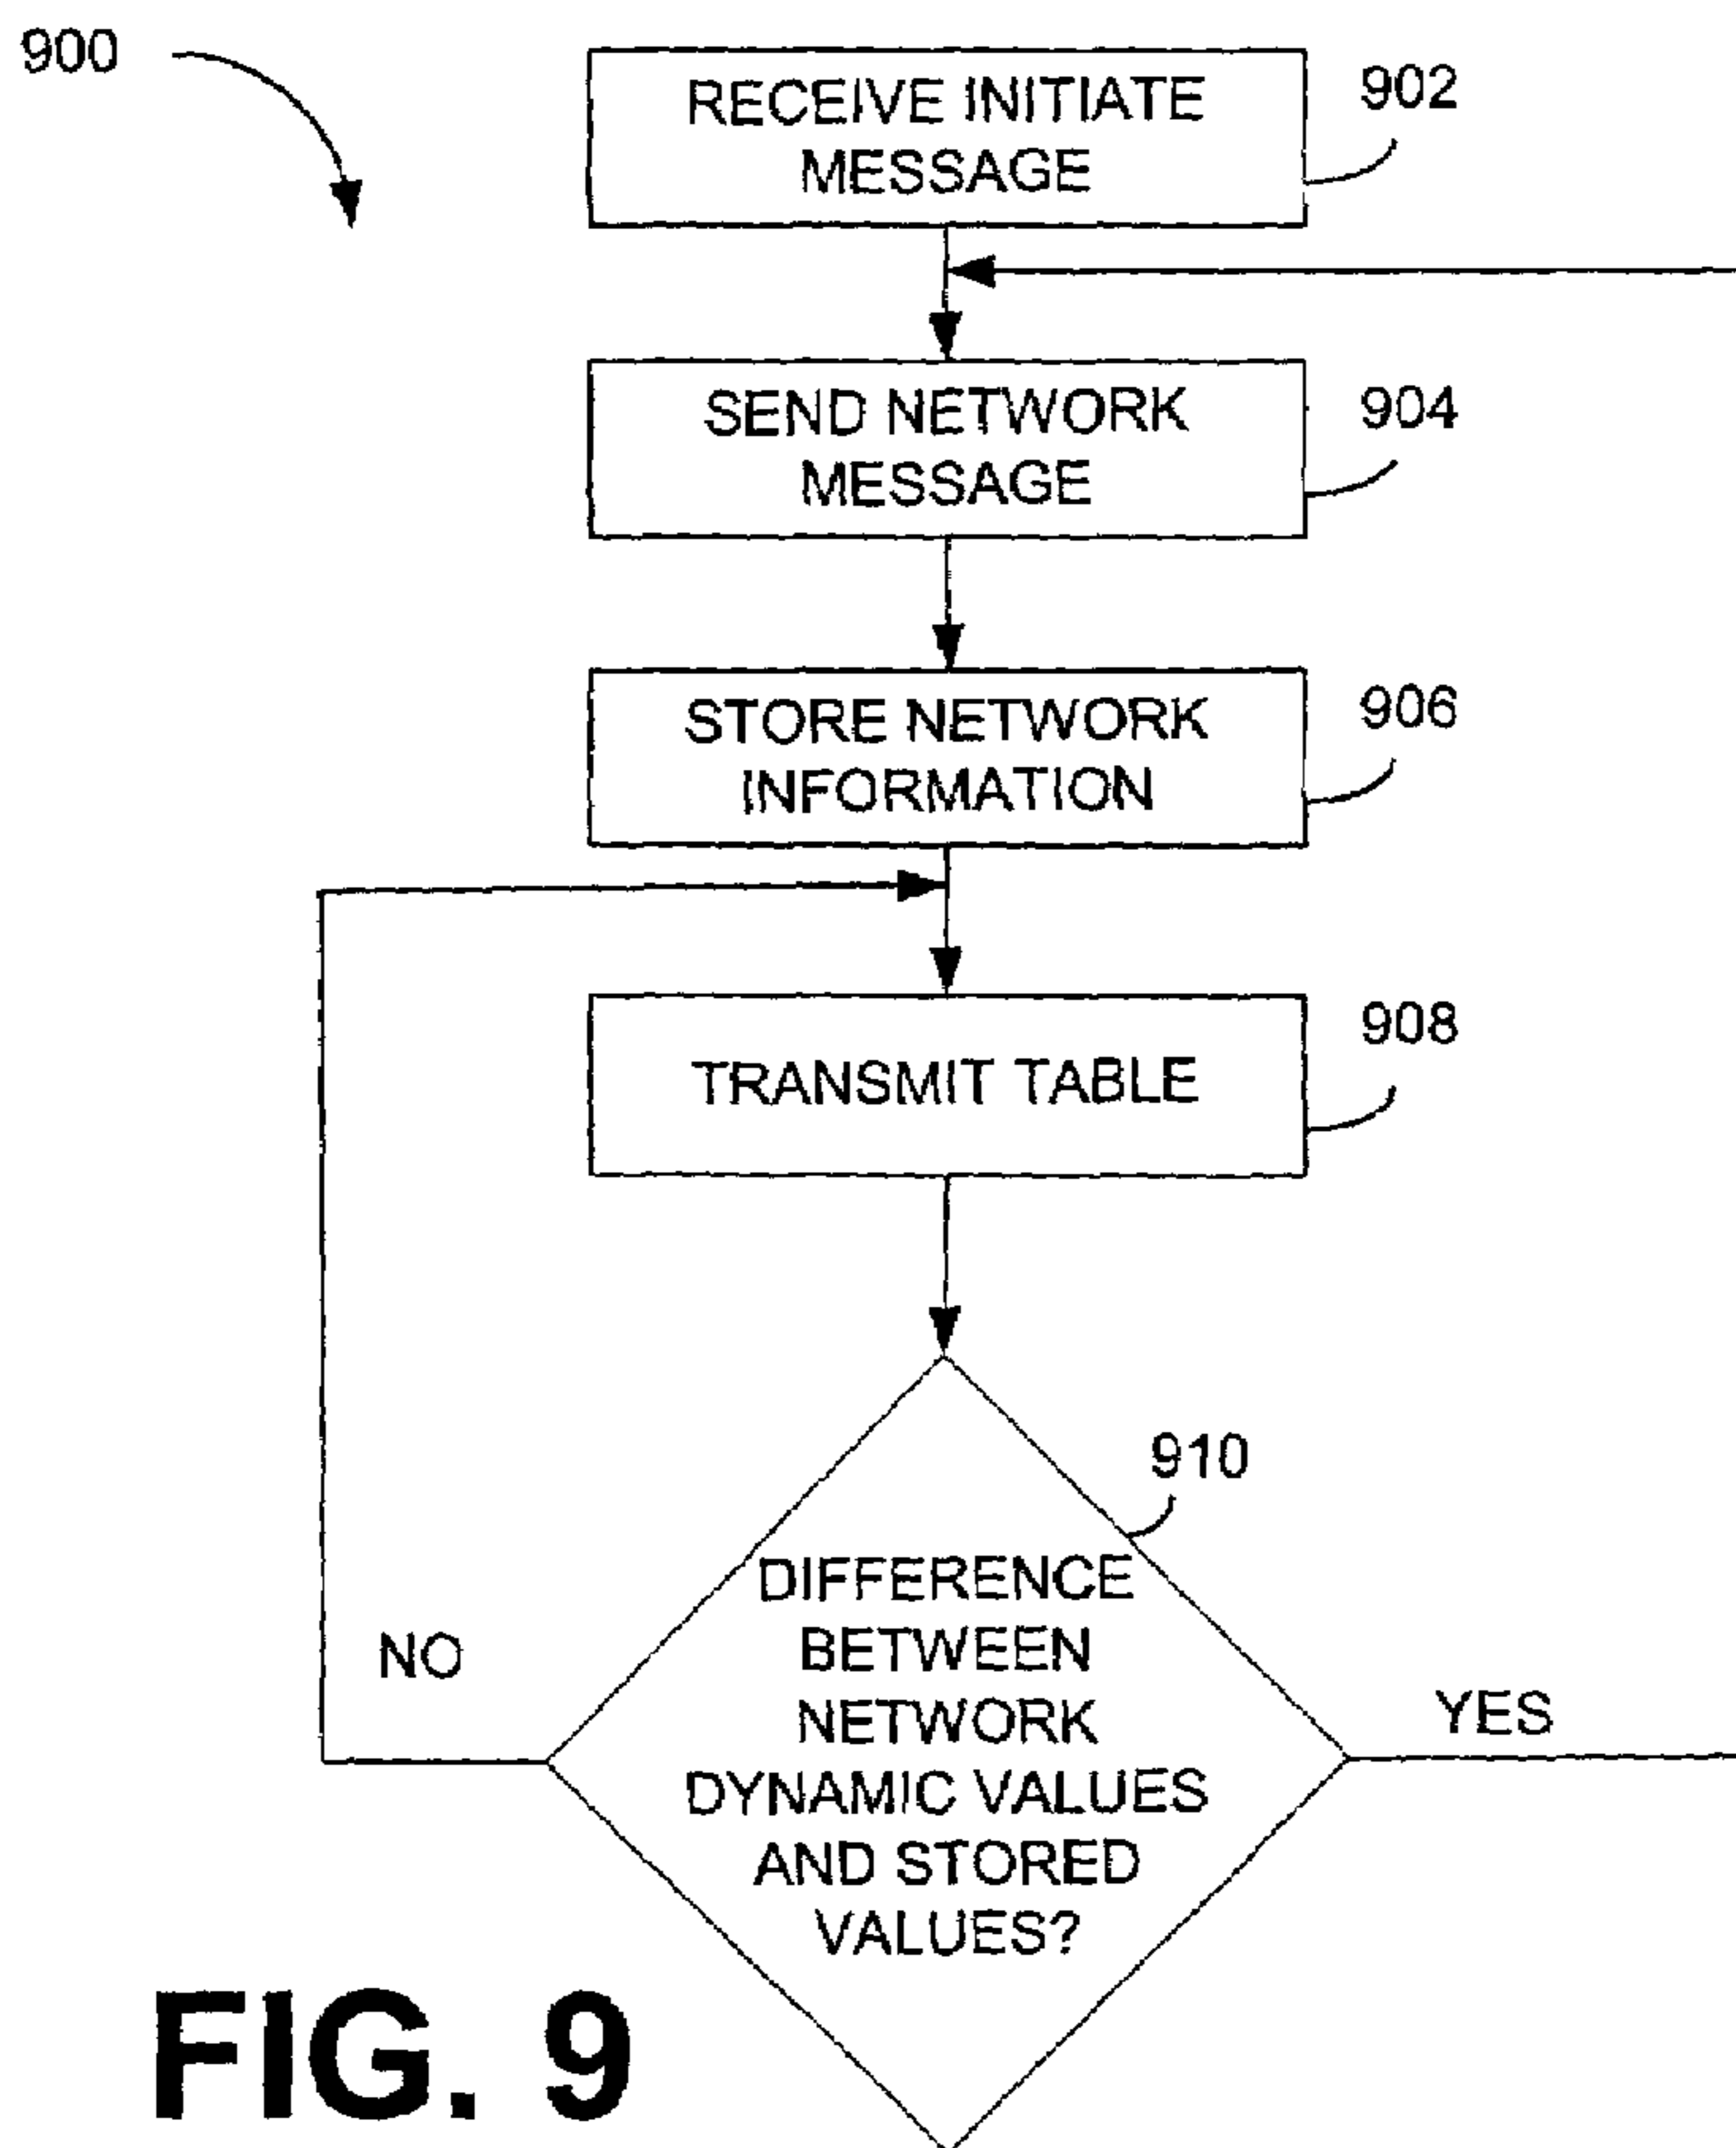 900
RECEIVE INITIATE
MESSAGE
902
SEND NETWORK
MESSAGE
904
STORE NETWORK
INFORMATION
906
TRANSMIT TABLE
908
910
DIFFERENCE
BETWEEN
NETWORK
DYNAMIC VALUES
AND STORED
VALUES?
NO
YES
FIG. 9